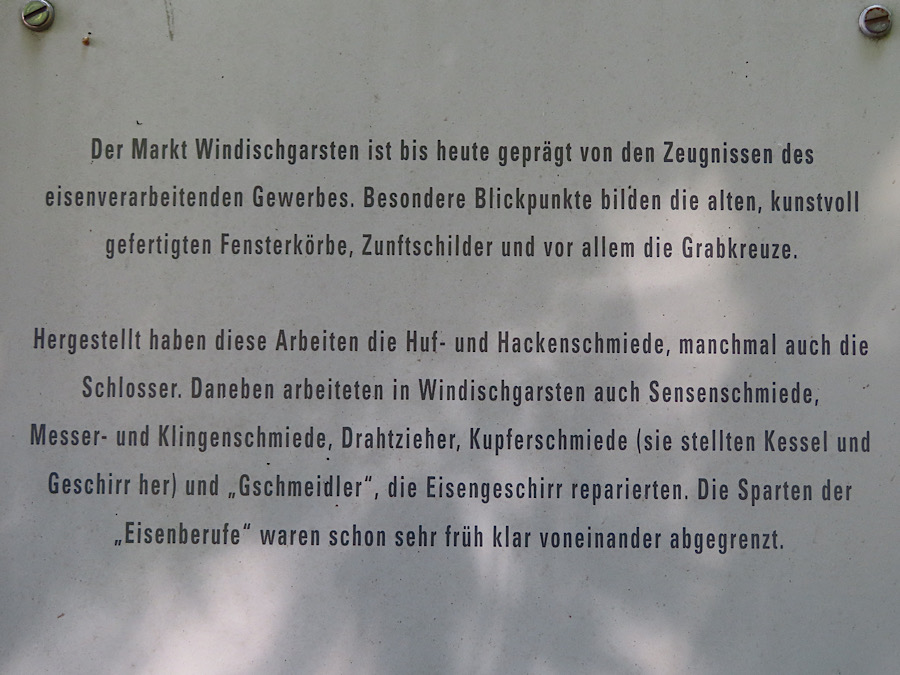 Der Markt Windischgarsten ist bis heute geprägt von den Zeugnissen des
eisenverarbeitenden Gewerbes. Besondere Blickpunkte bilden die alten, kunstvoll
gefertigten Fensterkörbe, Zunftschilder und vor allem die Grabkreuze.
Hergestellt haben diese Arbeiten die Huf- und Hackenschmiede, manchmal auch die
Schlosser. Daneben arbeiteten in Windischgarsten auch Sensenschmiede,
Messer- und Klingenschmiede, Drahtzieher, Kupferschmiede (sie stellten Kessel und
Geschirr her) und „Gschmeidler“, die Eisengeschirr reparierten. Die Sparten der
„Eisenberufe“ waren schon sehr früh klar voneinander abgegrenzt.